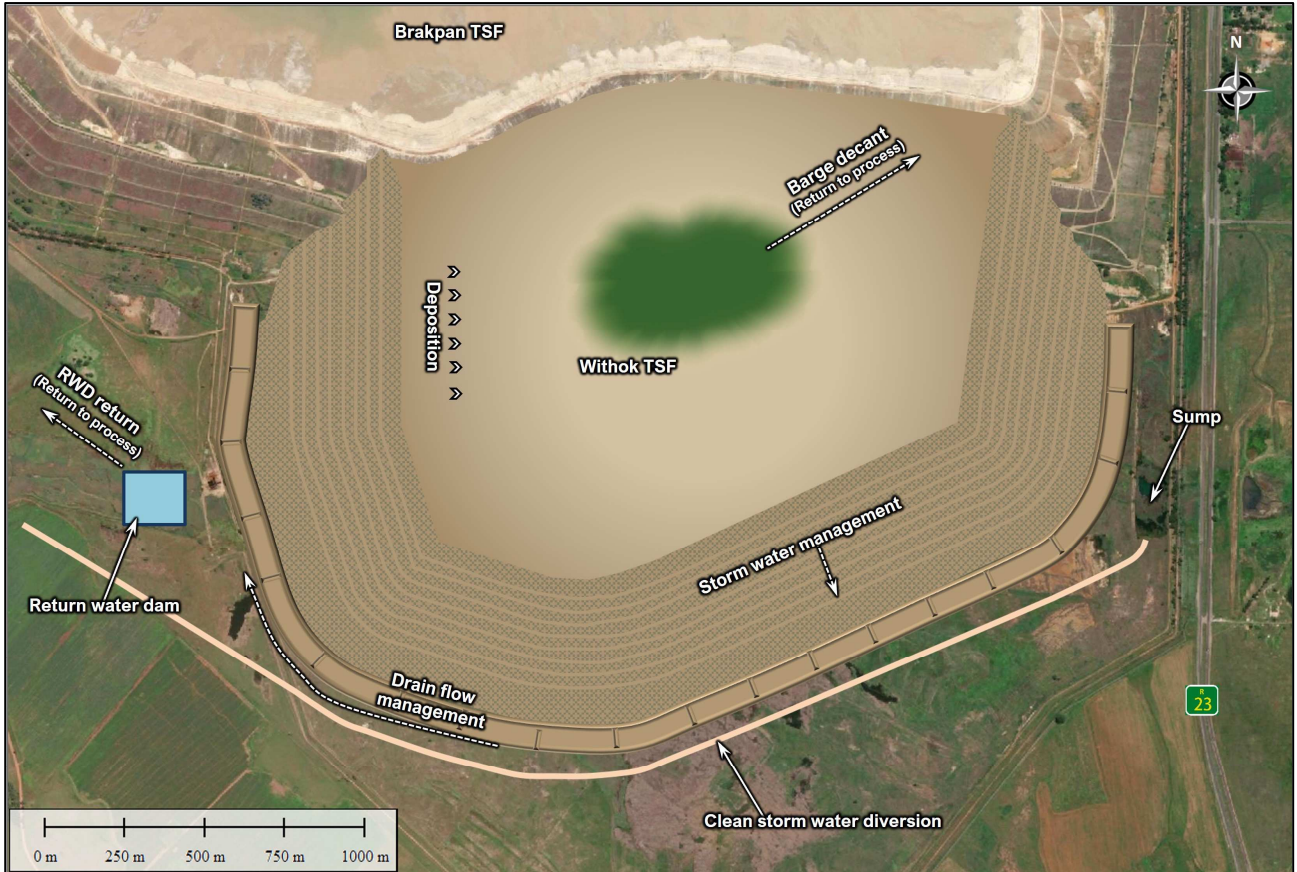 Brakpan TSF
N
Barge decant
(Return to process)
Deposition
Withok TSF
RWD return
(Return to process)
Sump
Storm water management
Return water dam
Drain flow
management
R
23
Clean storm water diversion
0 m 250 m 500 m 750 m 1000 m